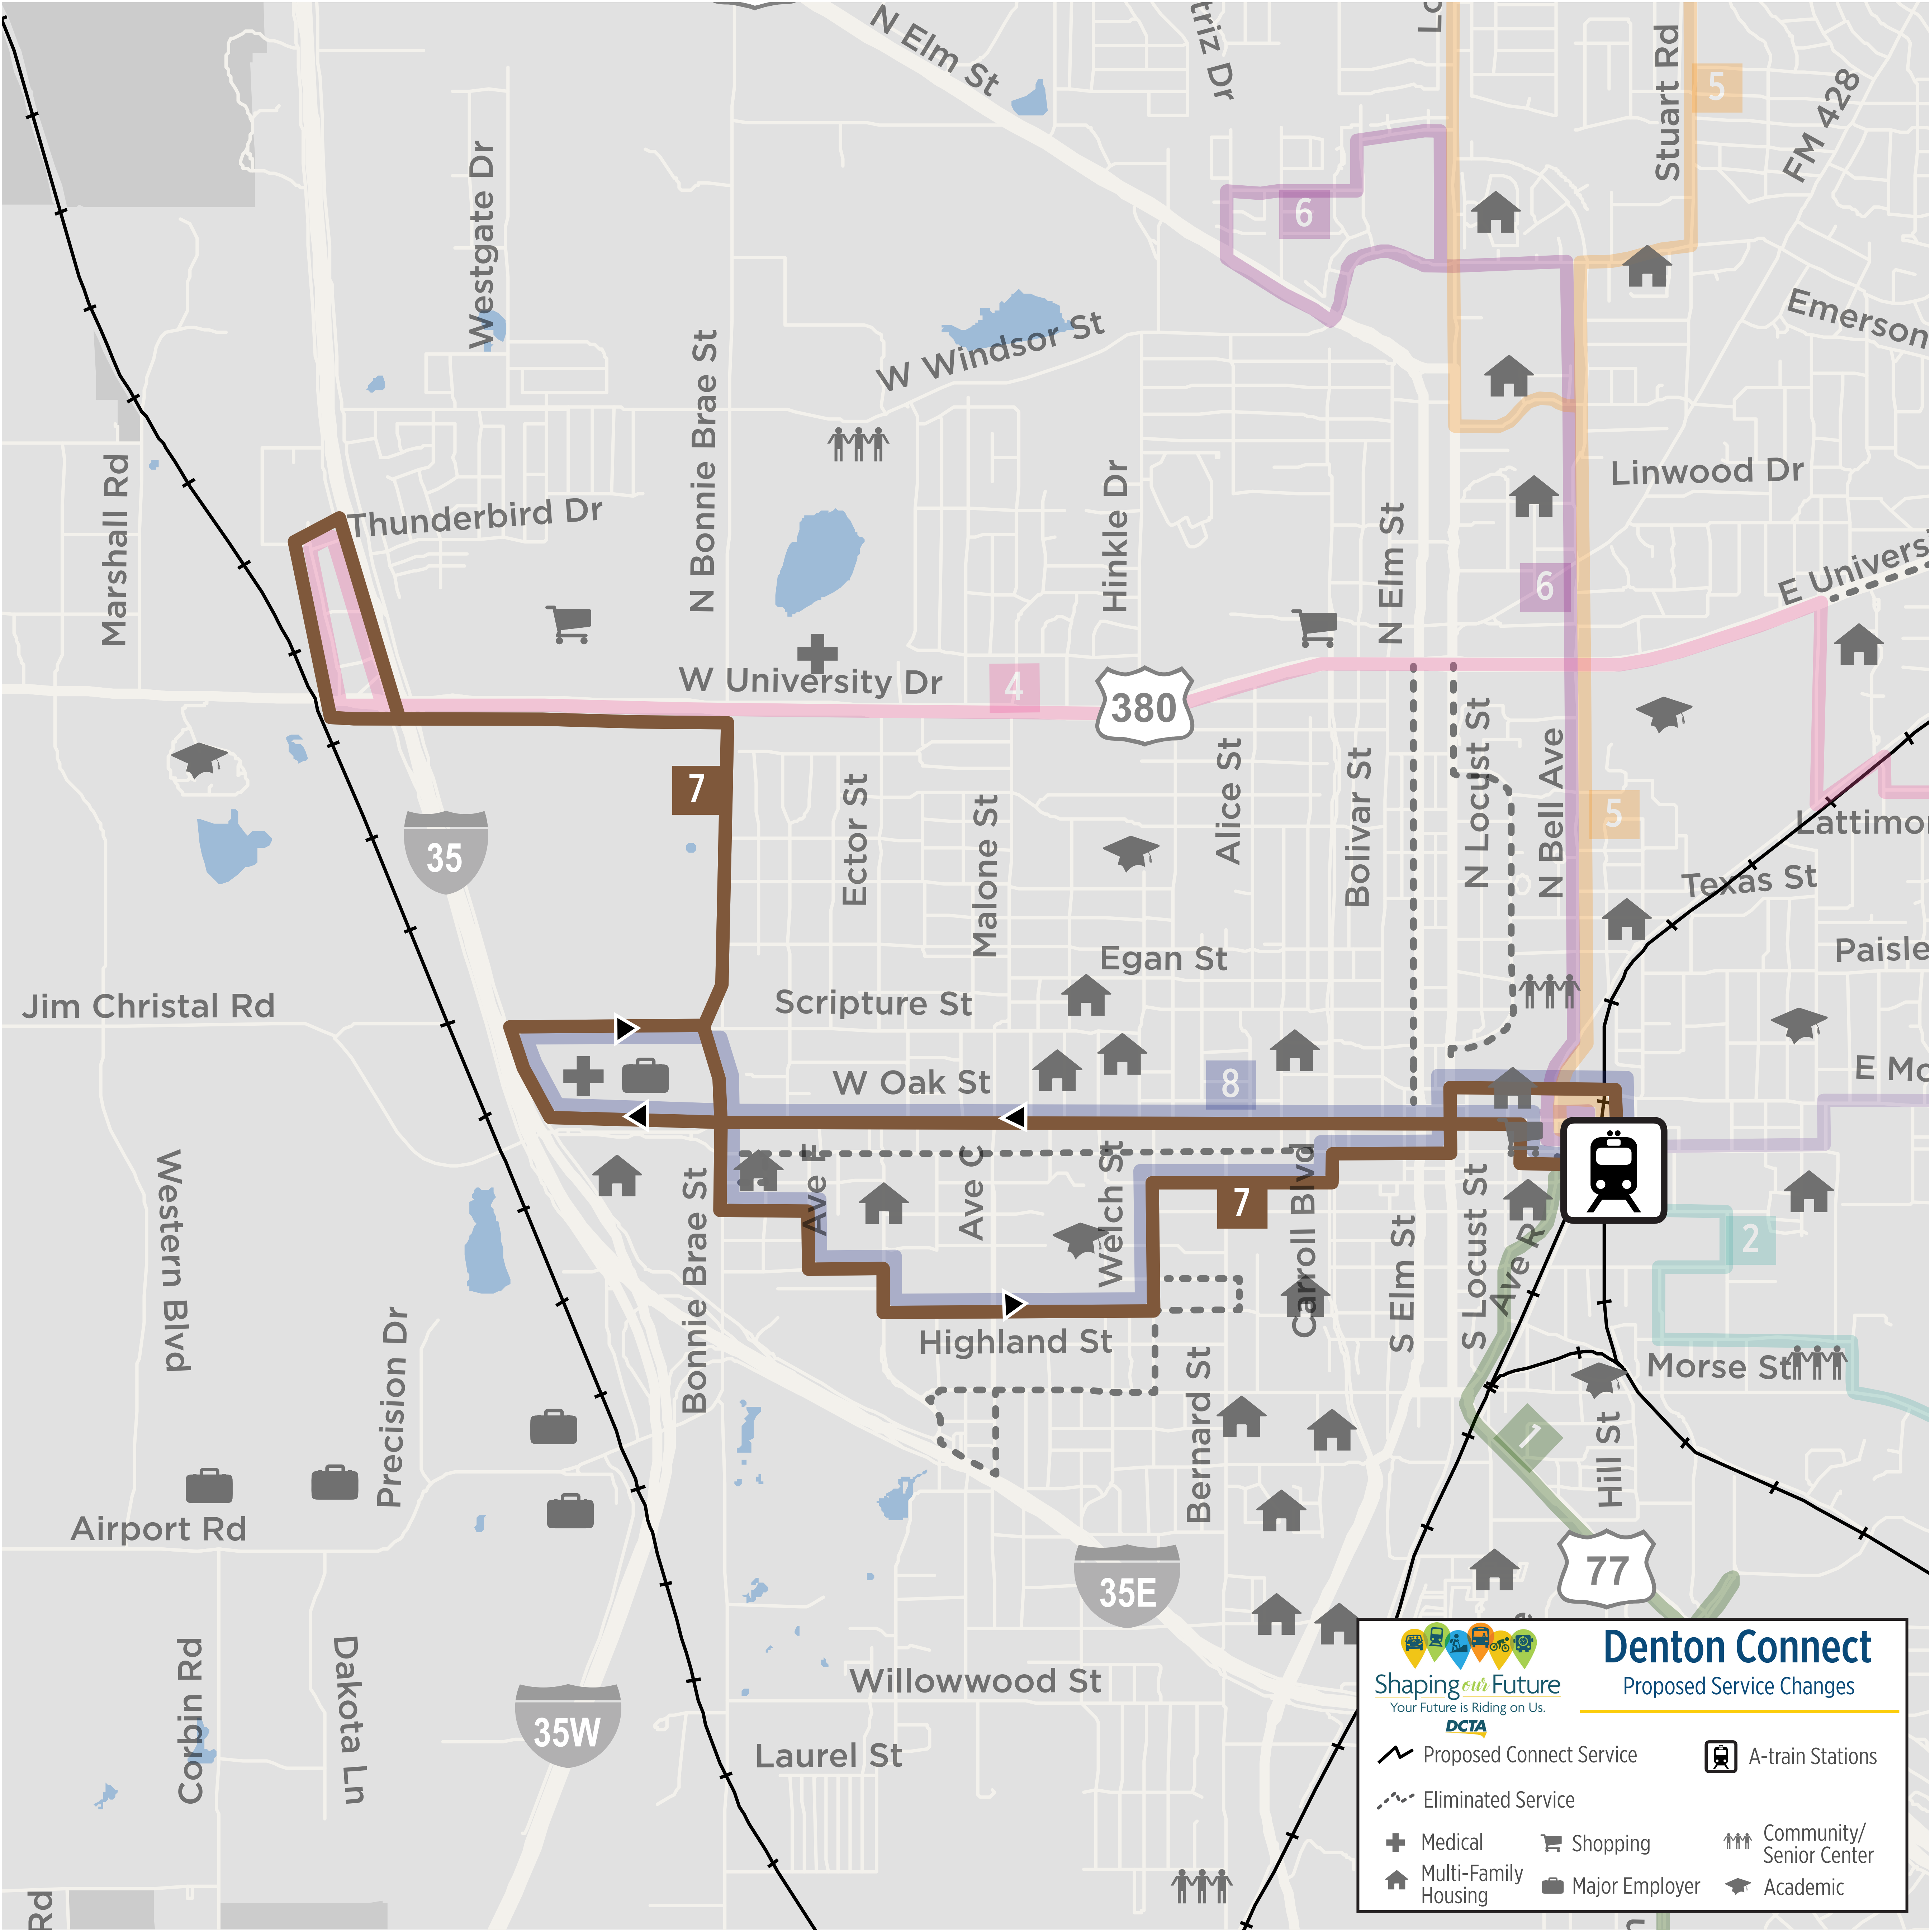 N Elm St
Stuart Rd
5
FM 428
Westgate Dr
6
Emerson
W Windsor St
N Bonnie Brae St
Linwood Dr
Marshall Rd
Thunderbird Dr
Hinkle Dr
N Elm St
6
W University Dr
4
380
7
N Locust St
N Bell Ave
Alice St
Bolivar St
Ector St
Malone St
5
35
Texas St
Egan St
Jim Christal Rd
Scripture St
W Oak St
8
2
Western Blvd
Bonnie Brae St
Ave F
Ave C
Welch St
7
Carroll Blvd
S Elm St
S Locust St
Ave R
Highland St
Morse St
Precision Dr
Bernard St
1
Hill St
Airport Rd
77
35E
Corbin Rd
Dakota Ln
35W
Willowwood St
Laurel St
Rd
Shaping our Future
Your Future is Riding on Us.
DCTA
Denton Connect
Proposed Service Changes
Proposed Connect Service
A-train Stations
Eliminated Service
Medical
Shopping
Community/
Senior Center
Multi-Family
Housing
Major Employer
Academic